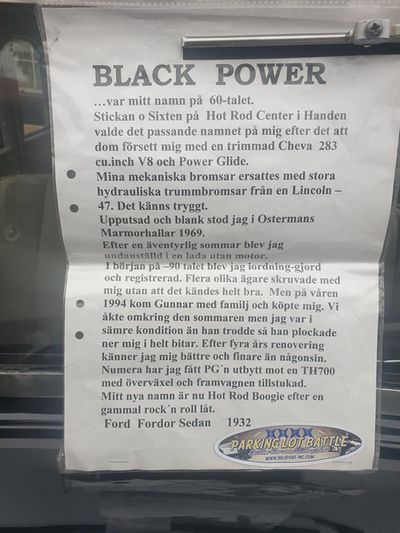 BLACK POWER
...var mitt namn på 60-talet.
Stickan o Sixten på Hot Rod Center i Handen
valde det passande namnet på mig efter det att
dom försett mig med en trimmad Cheva 283
cu.inch V8 och Power Glide.
Mina mekaniska bromsar ersattes med stora
hydrauliska trummbromsar från en Lincoln –
47. Det känns tryggt.
Upputsad och blank stod jag i Ostermans
Marmorhallar 1969.
Efter en äventyrlig sommar blev jag
undanställd i en lada utan motor.
I början på –90 talet blev jag iordning-gjord
och registrerad. Flera olika ägare skruvade med
mig utan att det kändes helt bra. Men på våren
1994 kom Gunnar med familj och köpte mig. Vi
åkte omkring den sommaren men jag var i
sämre kondition än han trodde så han plockade
ner mig i helt bitar. Efter fyra års renovering
känner jag mig bättre och finare än någonsin.
Numera har jag fått PG´n utbytt mot en TH700
med överväxel och framvagnen tillstukad.
Mitt nya namn är nu Hot Rod Boogie efter en
gammal rock´n roll låt.
Ford Fordor Sedan 1932
PARKING LOT BATTLE